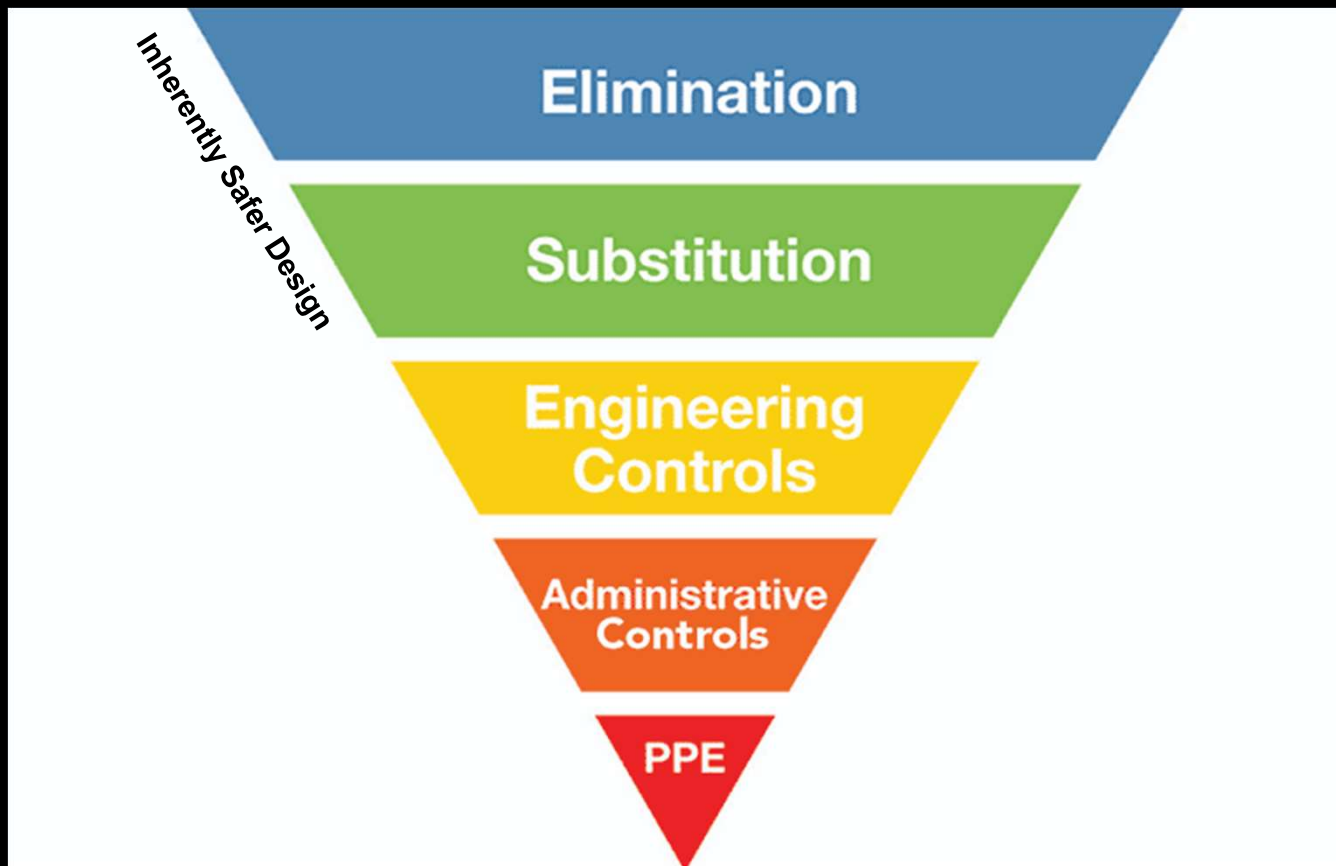 Inherently Safer Design
Elimination
Substitution
Engineering
Controls
Administrative
Controls
PPE